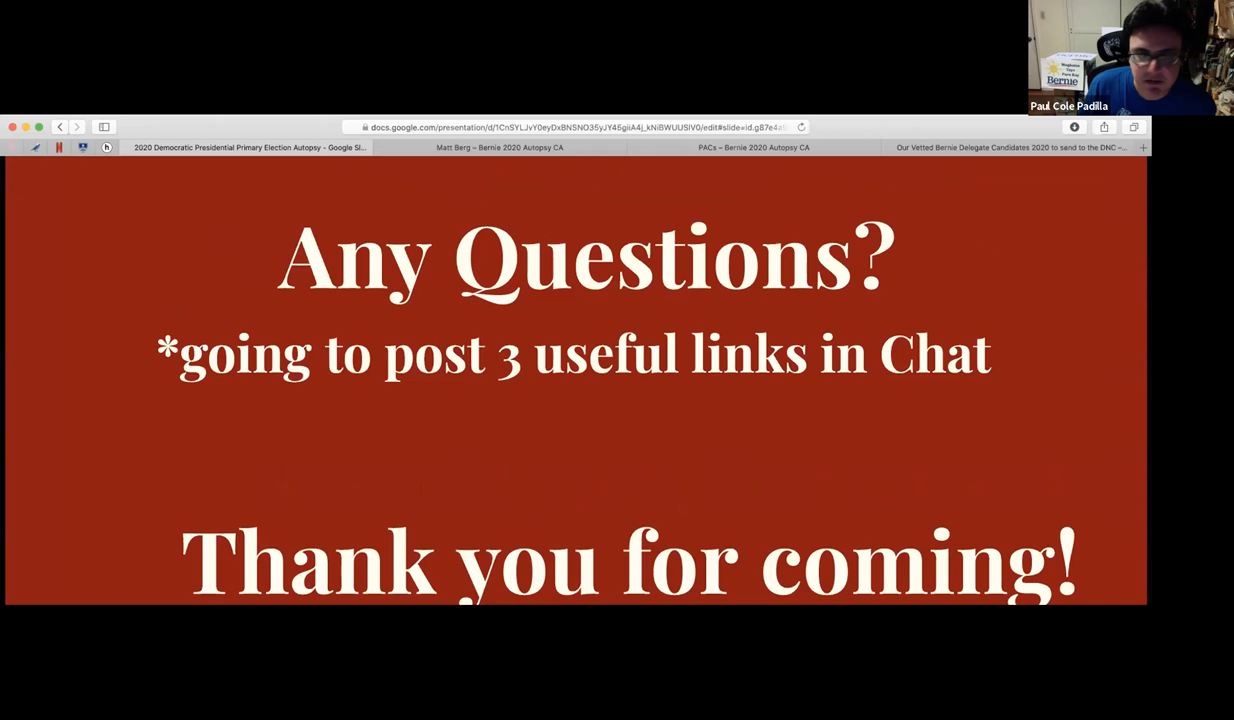 Bernie
Paul Cole Padilla
docs.google.com/presentation/d/1CnSYLJvY0eyDxBNSNO35yJY45giiA4j_kNiBWUUSlV0/edit#slide=id.g87e4a
2020 Democratic Presidential Primary Election Autopsy - Google Sl...
Matt Berg – Bernie 2020 Autopsy CA
PACs – Bernie 2020 Autopsy CA
Our Vetted Bernie Delegate Candidates 2020 to send to the DNC –...
Any Questions?
*going to post 3 useful links in Chat
Thank you for coming!